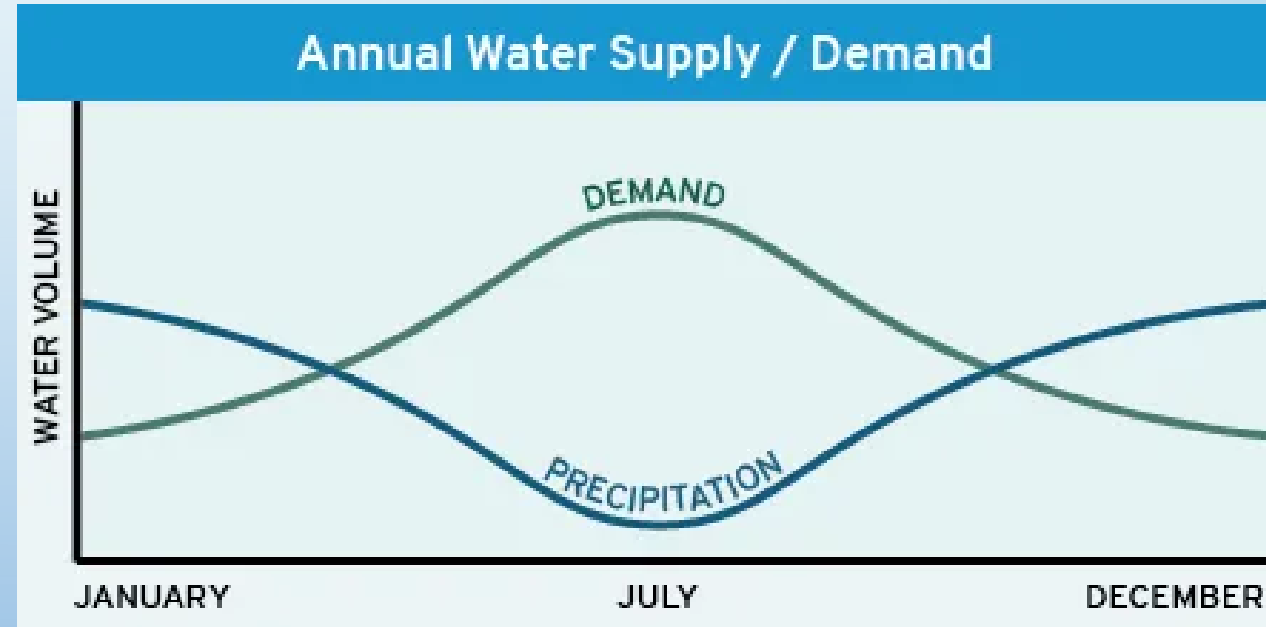 Annual Water Supply / Demand
WATER VOLUME
DEMAND
PRECIPITATION
JANUARY
JULY
DECEMBER